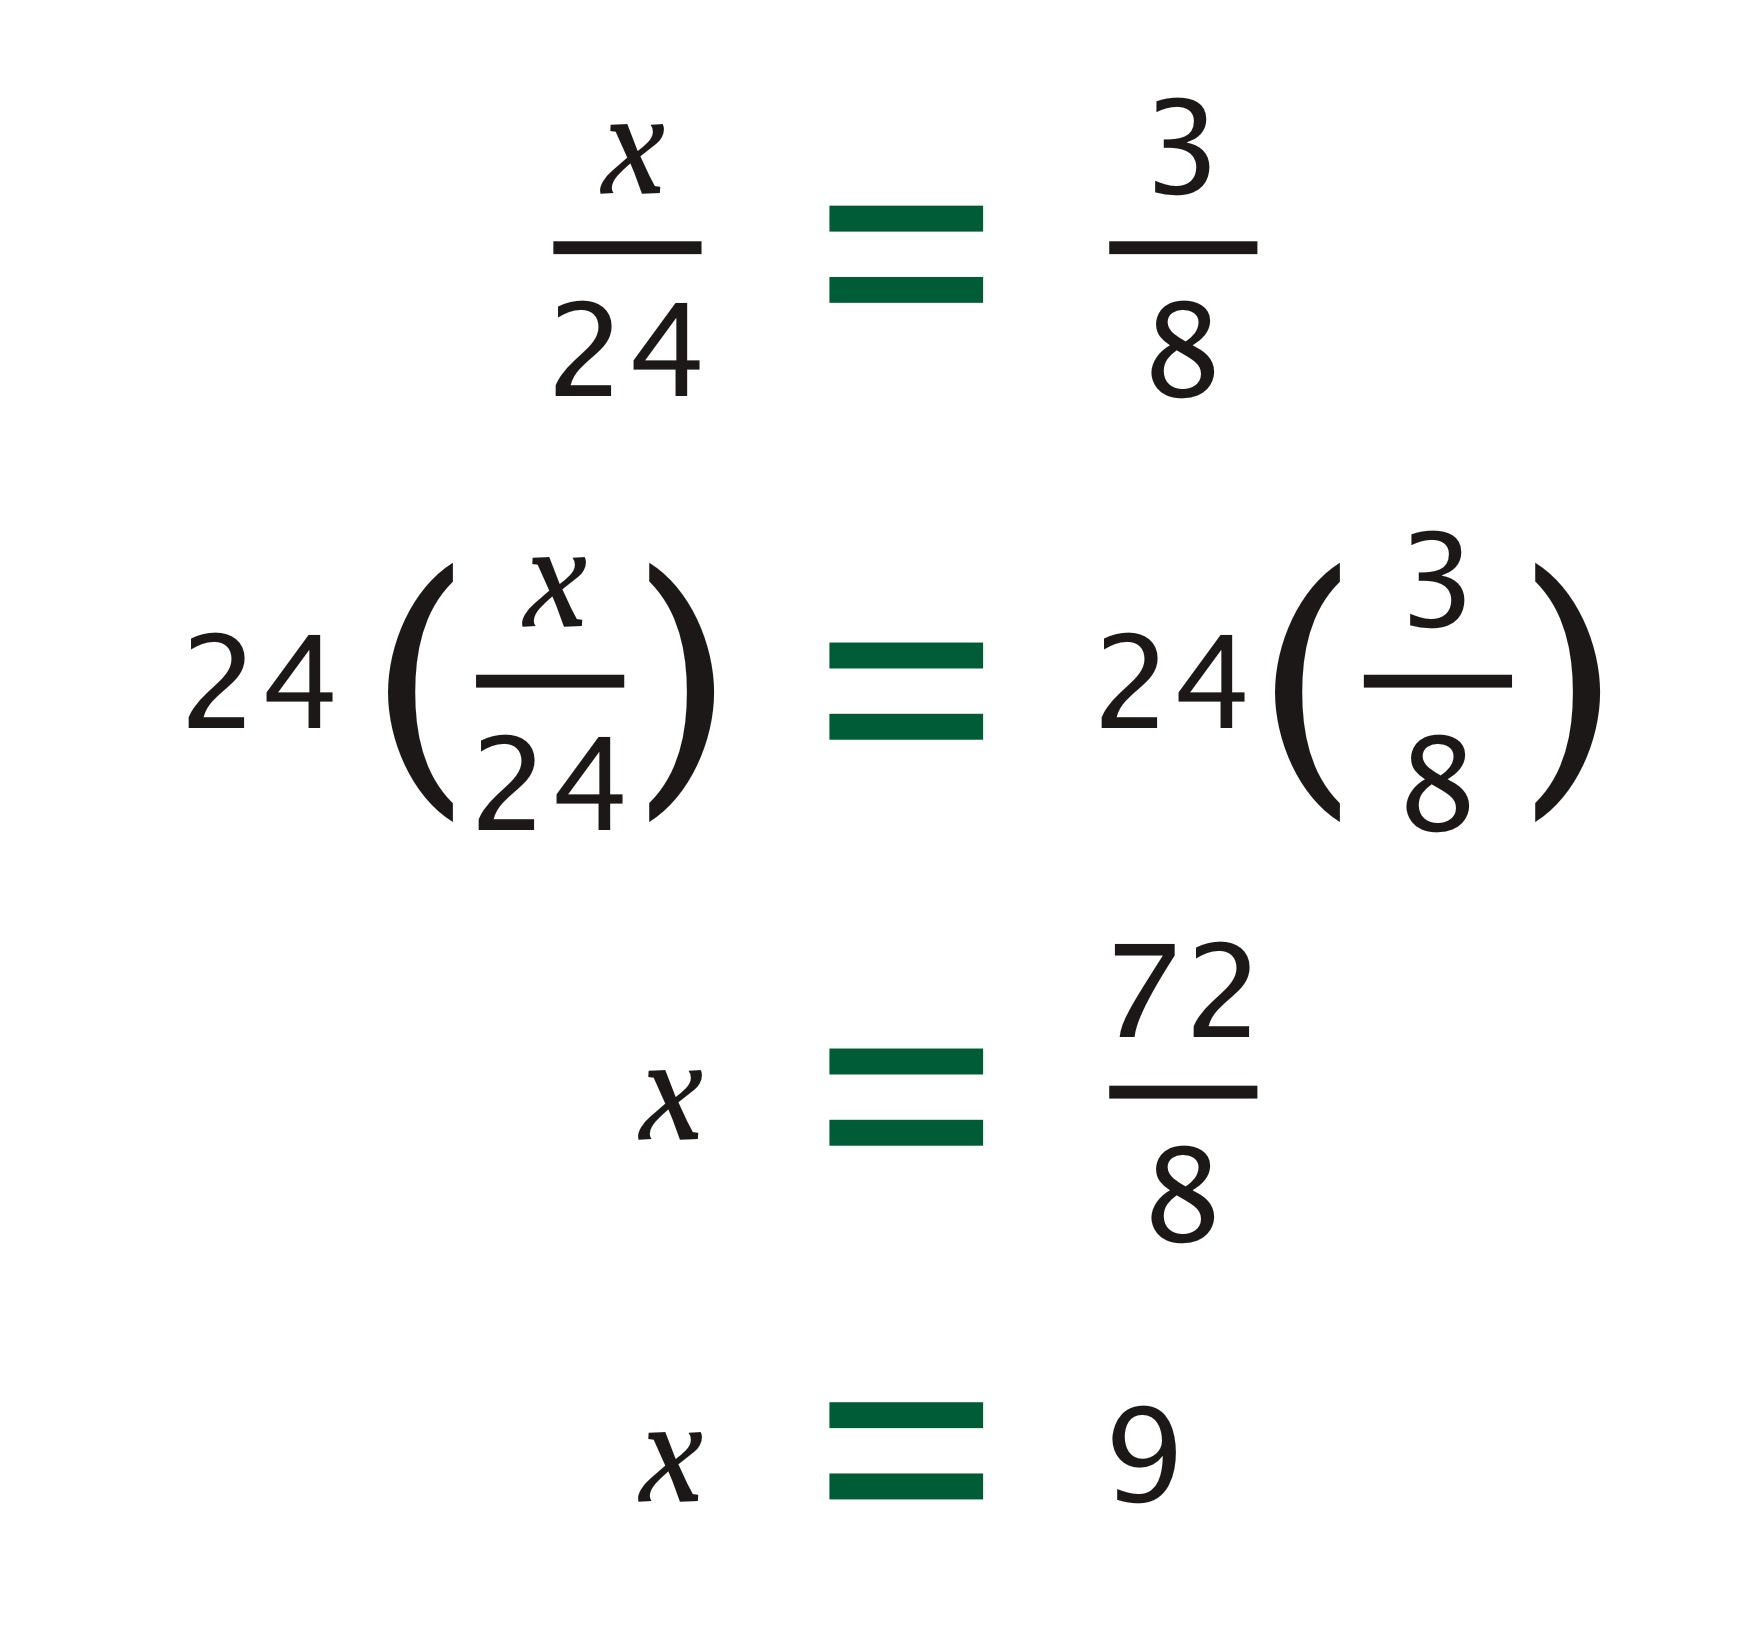 x/24 = 3/8
24(x/24) = 24(3/8)
x = 72/8
x = 9